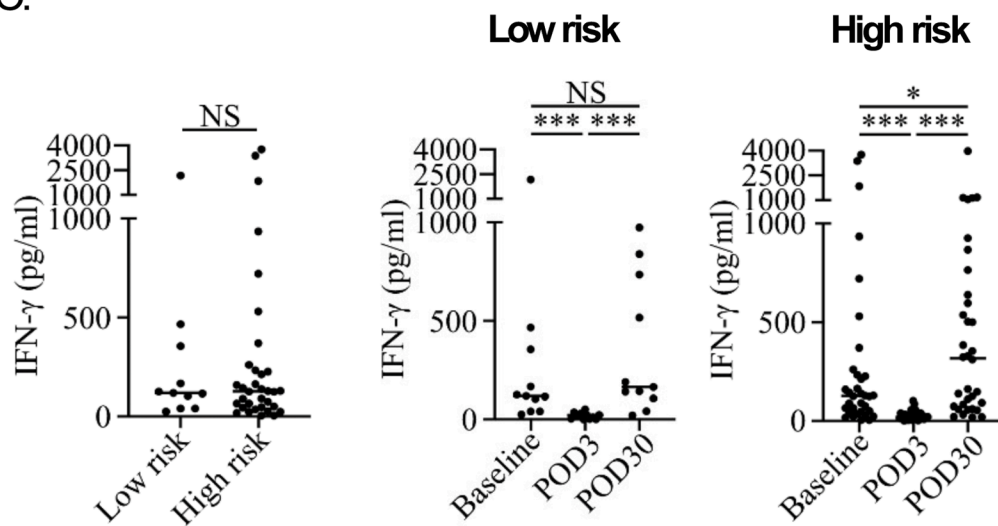 Low risk
High risk
NS
4000
2500
1000
1000
500
0
IFN-γ (pg/ml)
Low risk
High risk
NS
*** ***
4000
2500
1000
1000
500
0
IFN-γ (pg/ml)
Baseline
POD3
POD30
*
*** ***
4000
2500
1000
1000
500
0
IFN-γ (pg/ml)
Baseline
POD3
POD30